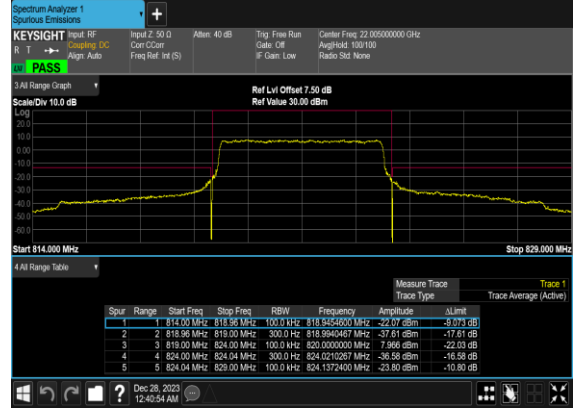 Spectrum Analyzer 1
Spurious Emissions
KEYSIGHT Input: RF Input Z: 50 Ω Atten: 40 dB Trig: Free Run Center Freq: 22.005000000 GHz
R T Coupling: DC Corr CCorr Gate: Off Avg|Hold: 100/100
Align: Auto Freq Ref: Int (S) IF Gain: Low Radio Std: None
PASS
3 All Range Graph
Ref Lvl Offset 7.50 dB
Scale/Div 10.0 dB Ref Value 30.00 dBm
Log
20.0
10.0
0.00
-10.0
-20.0
-30.0
-40.0
-50.0
-60.0
Start 814.000 MHz Stop 829.000 MHz
4 All Range Table
Measure Trace Trace 1
Trace Type Trace Average (Active)
Spur Range Start Freq Stop Freq RBW Frequency Amplitude ΔLimit
1 1 814.00 MHz 818.96 MHz 100.0 kHz 818.9454600 MHz -22.07 dBm -9.073 dB
2 2 818.96 MHz 819.00 MHz 300.0 Hz 818.9940467 MHz -37.61 dBm -17.61 dB
3 3 819.00 MHz 824.00 MHz 100.0 kHz 820.0000000 MHz 7.966 dBm -22.03 dB
4 4 824.00 MHz 824.04 MHz 300.0 Hz 824.0210267 MHz -36.58 dBm -16.58 dB
5 5 824.04 MHz 829.00 MHz 100.0 kHz 824.1372400 MHz -23.80 dBm -10.80 dB
Dec 28, 2023
12:40:54 AM